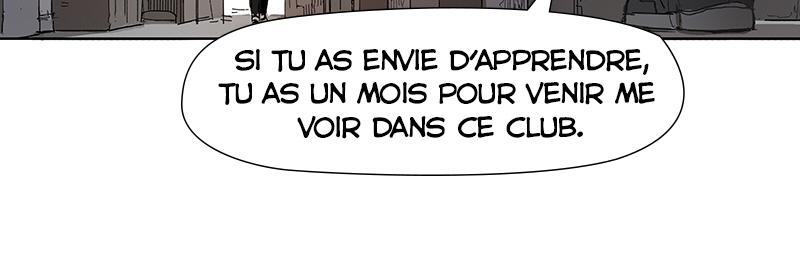 SI TU AS ENVIE D'APPRENDRE,
TU AS UN MOIS POUR VENIR ME
VOIR DANS CE CLUB.